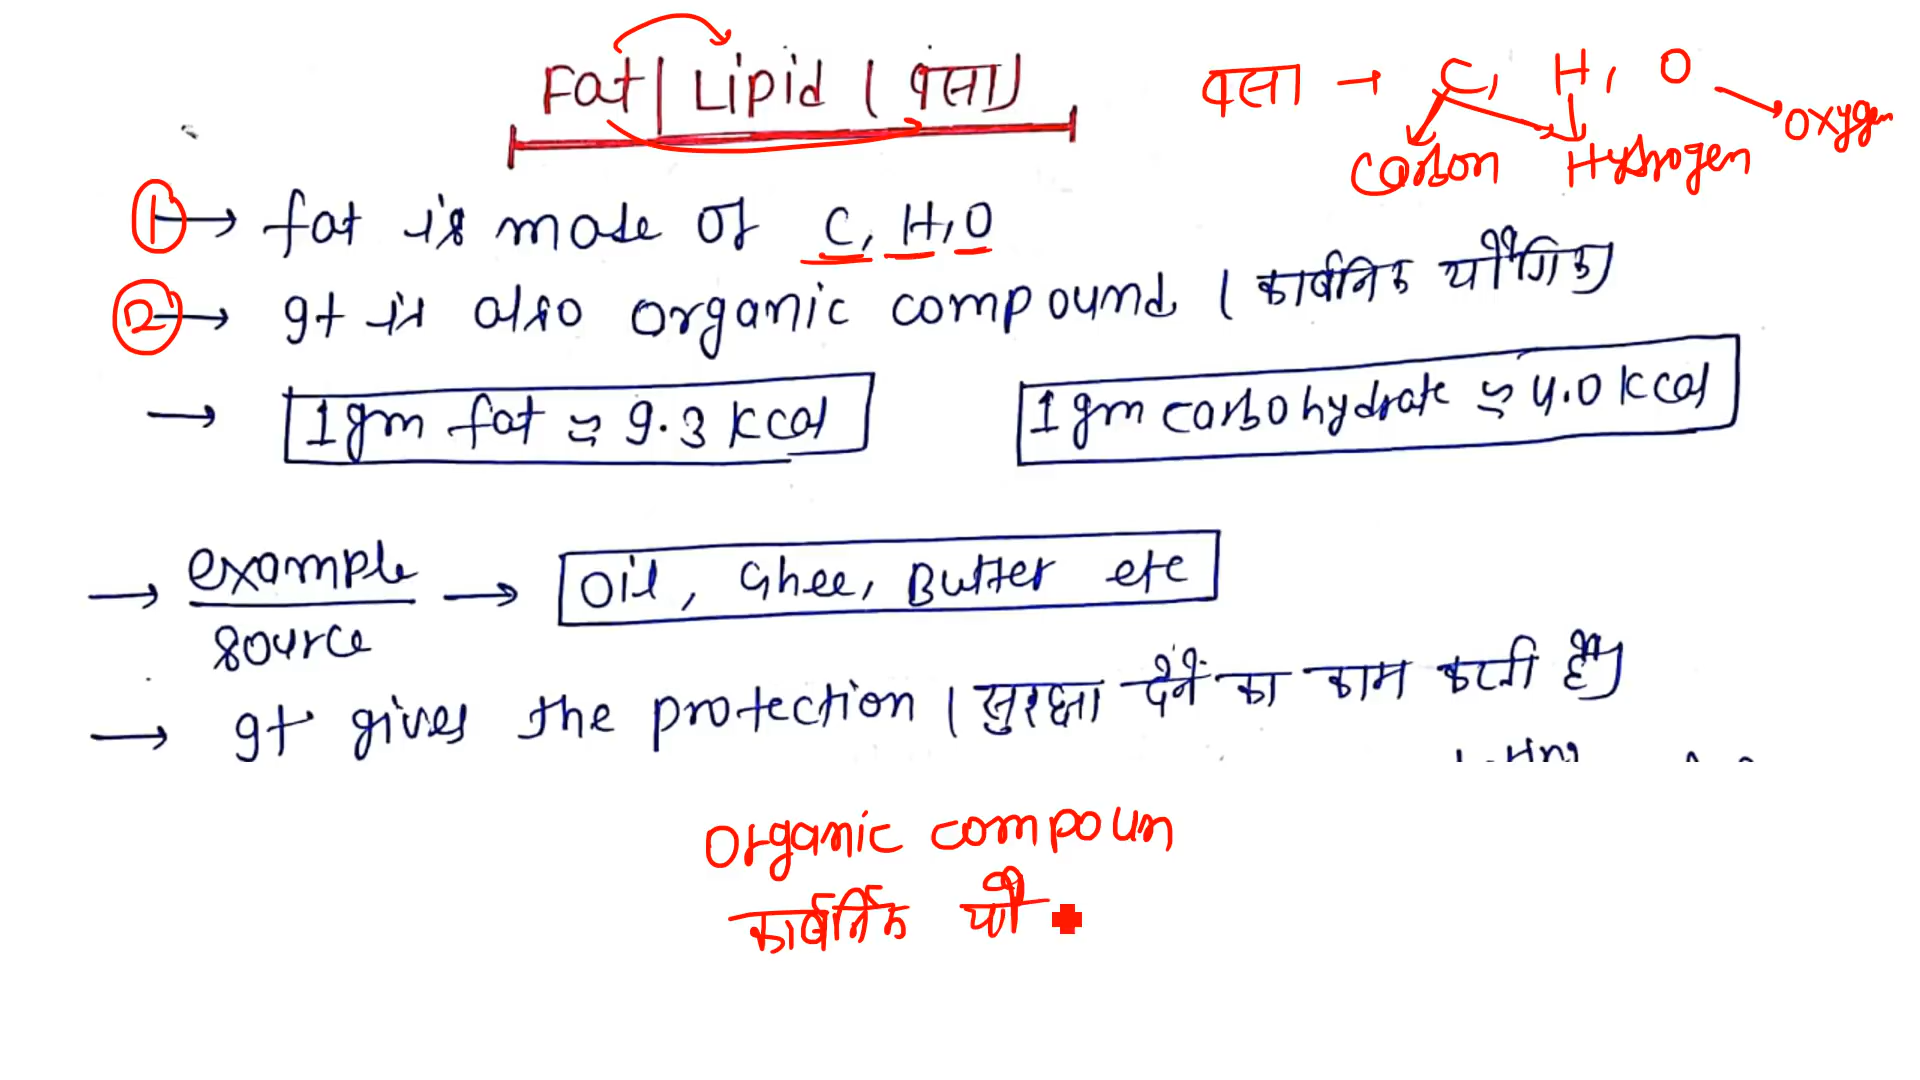 Fat | Lipid (वसा)
वसा → C, H, O
Carbon Hydrogen Oxygen
① → fat is made of C, H, O
② → It is also organic compound (कार्बनिक यौगिक)
→ 1 gm fat ≈ 9.3 kcal 1 gm carbohydrate ≈ 4.0 kcal
→ example → Oil, Ghee, Butter etc
source
→ It gives the protection (सुरक्षा देने का काम करती है)
Organic compoun
कार्बनिक यौ